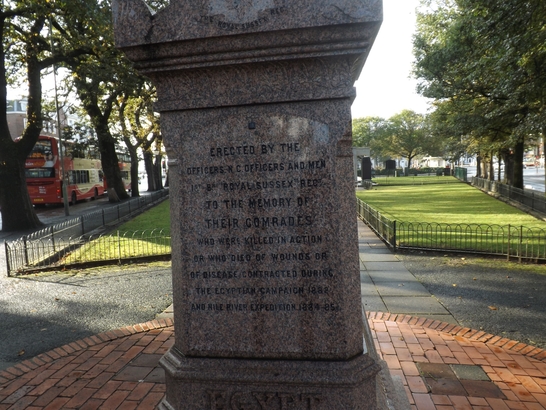 ERECTED BY THE
OFFICERS N.C. OFFICERS AND MEN
1ST BN ROYAL SUSSEX REGT
TO THE MEMORY OF
THEIR COMRADES
WHO WERE KILLED IN ACTION
OR WHO DIED OF WOUNDS OR
OF DISEASE CONTRACTED DURING
THE EGYPTIAN CAMPAIGN 1882
AND NILE RIVER EXPEDITION 1884-85
EGYPT